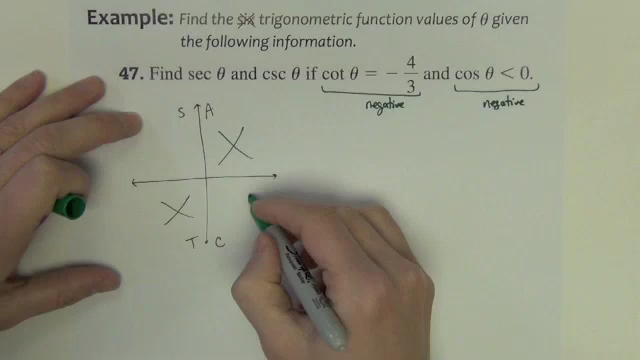 Example: Find the six trigonometric function values of θ given
the following information.
47. Find sec θ and csc θ if cot θ = − 4/3 and cos θ < 0.
negative negative
S A
T C